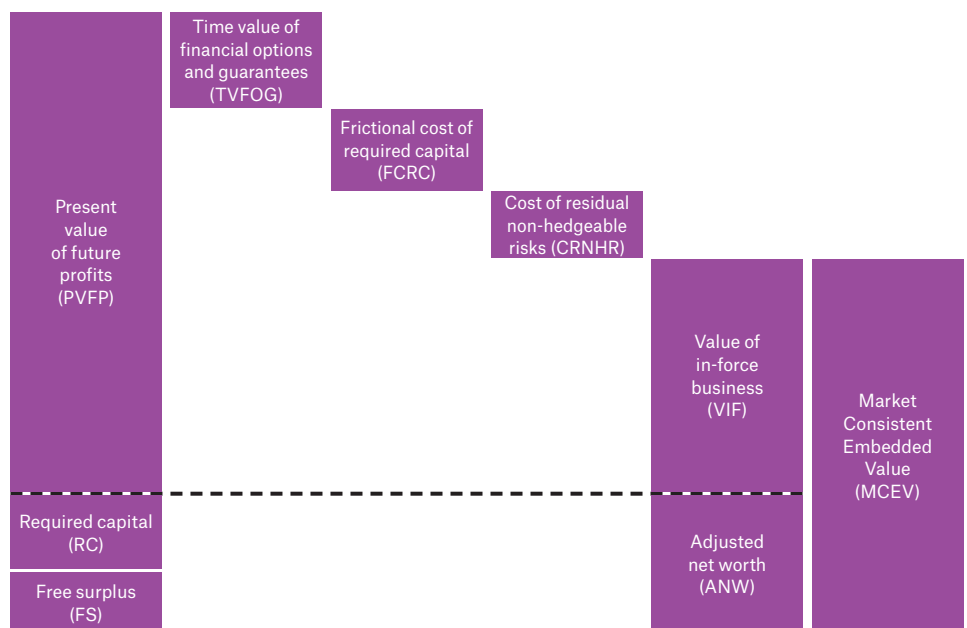 Present
value
of future
profits
(PVFP)
Time value of
financial options
and guarantees
(TVFOG)
Frictional cost of
required capital
(FCRC)
Cost of residual
non-hedgeable
risks (CRNHR)
Value of
in-force
business
(VIF)
Market
Consistent
Embedded
Value
(MCEV)
Required capital
(RC)
Free surplus
(FS)
Adjusted
net worth
(ANW)